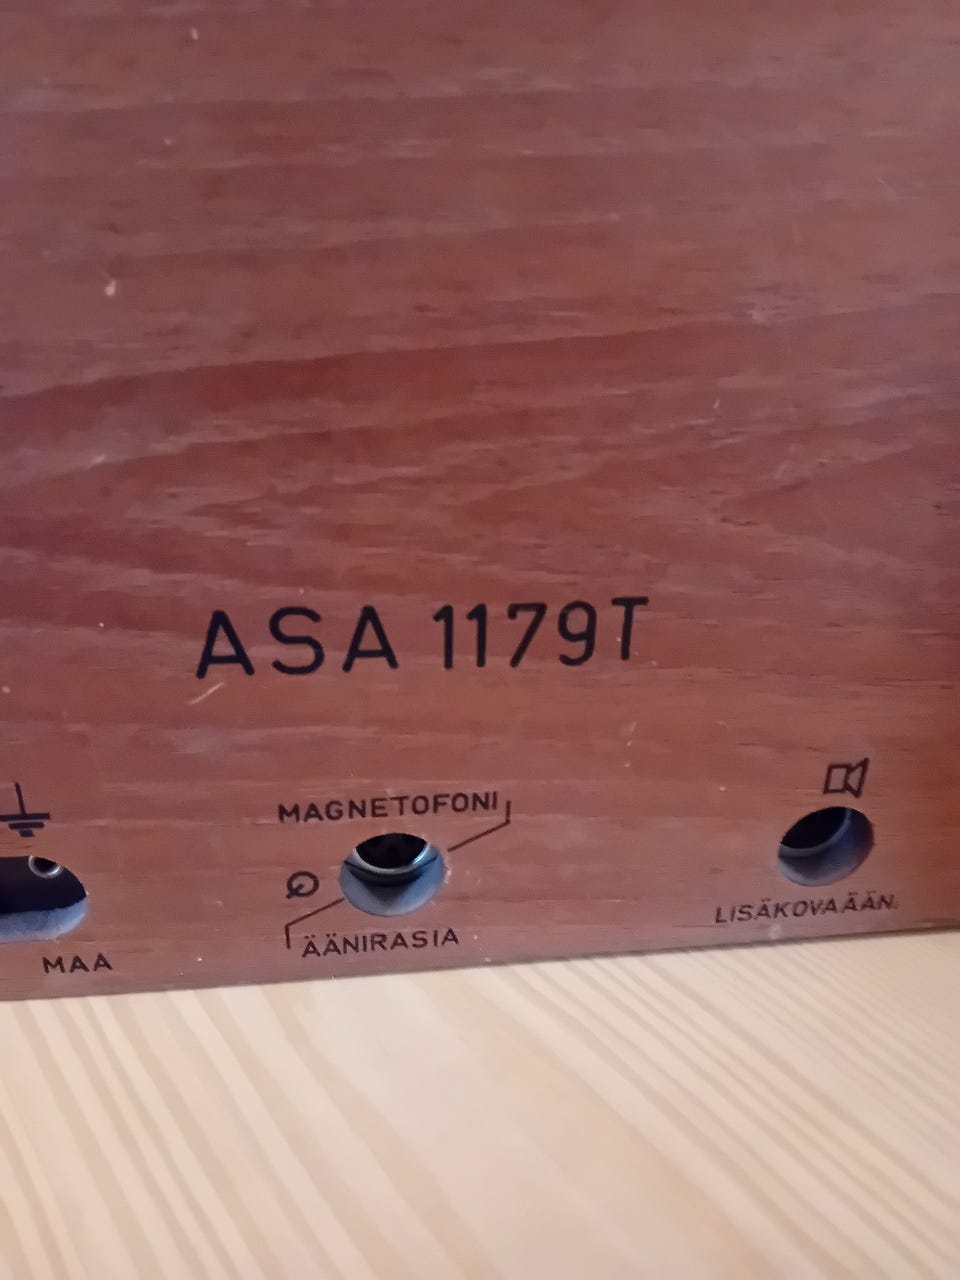 ASA 1179T
MAGNETOFONI
ÄÄNIRASIA
MAA
LISÄKOVAÄÄN.